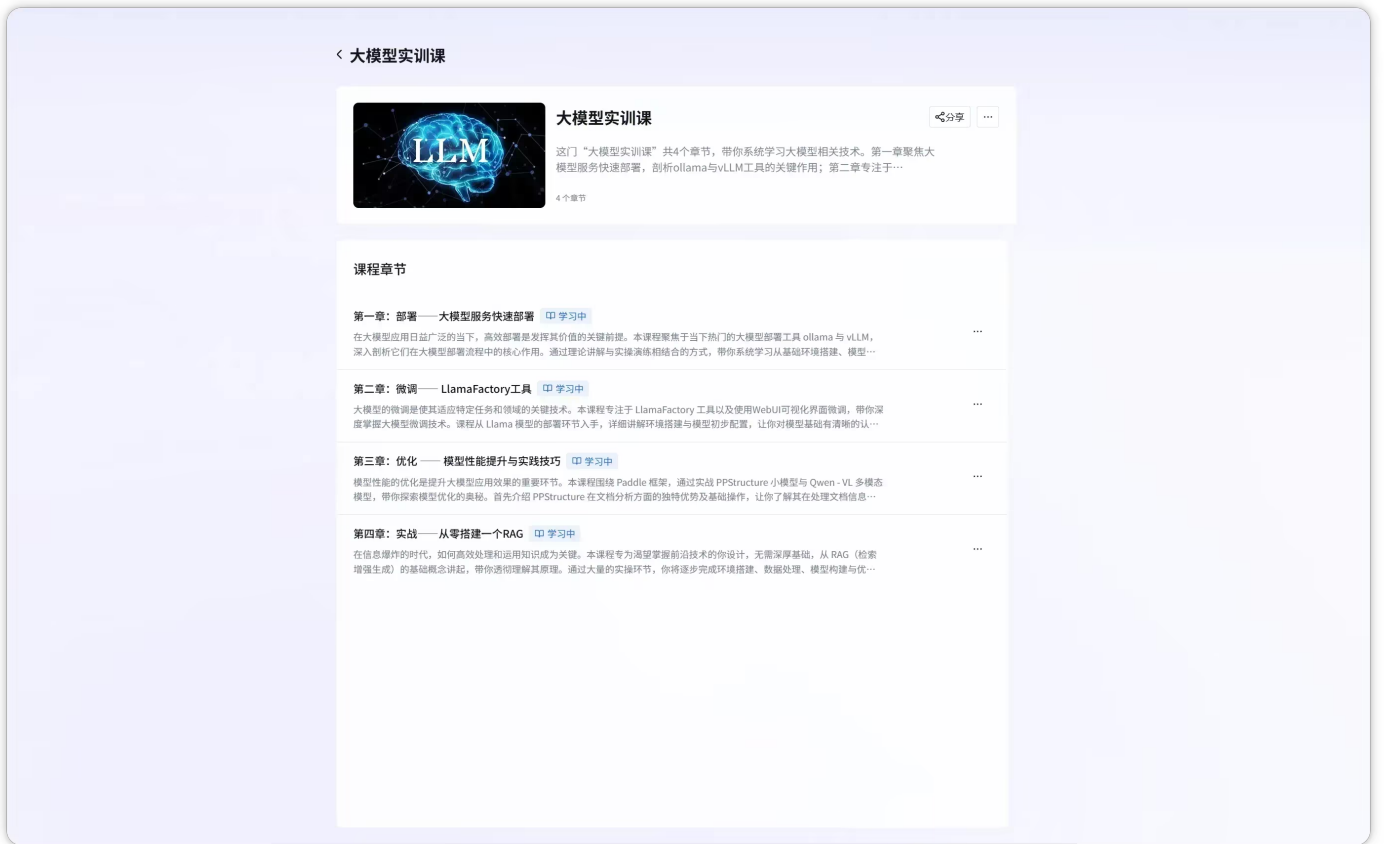 大模型实训课
LLM
大模型实训课
分享
这门“大模型实训课”共4个章节，带你系统学习大模型相关技术。第一章聚焦大
模型服务快速部署，剖析ollama与vLLM工具的关键作用；第二章专注于…
4 个章节
课程章节
第一章：部署——大模型服务快速部署 学习中
在大模型应用日益广泛的当下，高效部署是发挥其价值的关键前提。本课程聚焦于当下热门的大模型部署工具 ollama 与 vLLM，
深入剖析它们在大模型部署流程中的核心作用。通过理论讲解与实操演练相结合的方式，带你系统学习从基础环境搭建、模型…
第二章：微调—— LlamaFactory工具 学习中
大模型的微调是使其适应特定任务和领域的关键技术。本课程专注于 LlamaFactory 工具以及使用WebUI可视化界面微调，带你深
度掌握大模型微调技术。课程从 Llama 模型的部署环节入手，详细讲解环境搭建与模型初步配置，让你对模型基础有清晰的认…
第三章：优化 —— 模型性能提升与实践技巧 学习中
模型性能的优化是提升大模型应用效果的重要环节。本课程围绕 Paddle 框架，通过实战 PPStructure 小模型与 Qwen - VL 多模态
模型，带你探索模型优化的奥秘。首先介绍 PPStructure 在文档分析方面的独特优势及基础操作，让你了解其在处理文档信息…
第四章：实战——从零搭建一个RAG 学习中
在信息爆炸的时代，如何高效处理和运用知识成为关键。本课程专为渴望掌握前沿技术的你设计，无需深厚基础，从 RAG（检索
增强生成）的基础概念讲起，带你透彻理解其原理。通过大量的实操环节，你将逐步完成环境搭建、数据处理、模型构建与优…